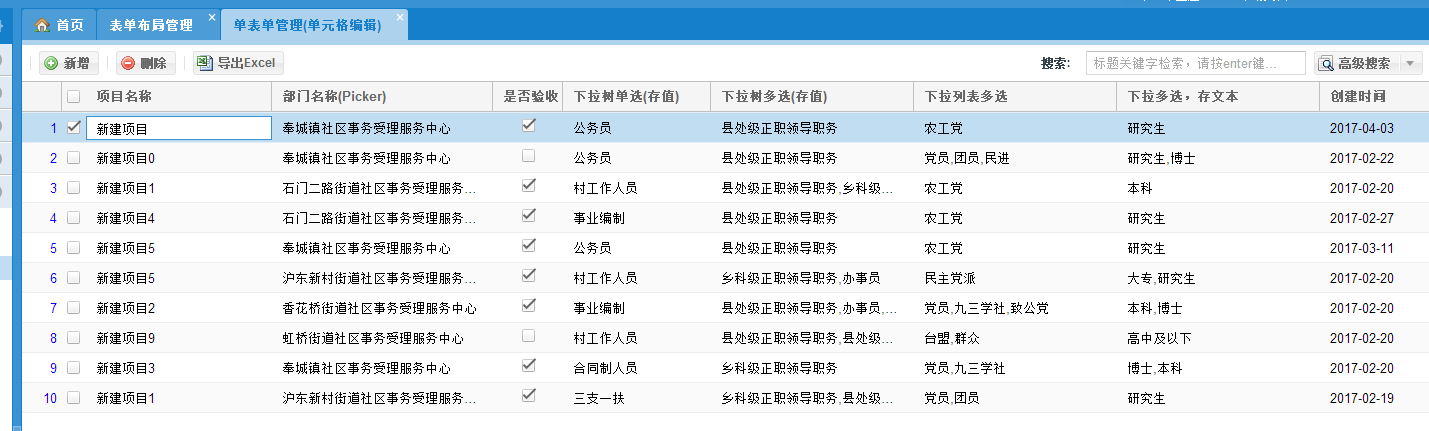 首页 表单布局管理 单表单管理(单元格编辑)
新增 删除 导出Excel 搜索: 标题关键字检索，请按enter键... 高级搜索
项目名称 部门名称(Picker) 是否验收 下拉树单选(存值) 下拉树多选(存值) 下拉列表多选 下拉多选，存文本 创建时间
1 新建项目 奉城镇社区事务受理服务中心 公务员 县处级正职领导职务 农工党 研究生 2017-04-03
2 新建项目0 奉城镇社区事务受理服务中心 公务员 县处级正职领导职务 党员,团员,民进 研究生,博士 2017-02-22
3 新建项目1 石门二路街道社区事务受理服务... 村工作人员 县处级正职领导职务,乡科级... 农工党 本科 2017-02-20
4 新建项目4 石门二路街道社区事务受理服务... 事业编制 县处级正职领导职务 农工党 研究生 2017-02-27
5 新建项目5 奉城镇社区事务受理服务中心 公务员 县处级正职领导职务 农工党 研究生 2017-03-11
6 新建项目5 沪东新村街道社区事务受理服务... 村工作人员 乡科级正职领导职务,办事员 民主党派 大专,研究生 2017-02-20
7 新建项目2 香花桥街道社区事务受理服务中心 事业编制 县处级正职领导职务,办事员,... 党员,九三学社,致公党 本科,博士 2017-02-20
8 新建项目9 虹桥街道社区事务受理服务中心 村工作人员 县处级正职领导职务,县处级... 台盟,群众 高中及以下 2017-02-20
9 新建项目3 奉城镇社区事务受理服务中心 合同制人员 乡科级正职领导职务 党员,九三学社 博士,本科 2017-02-20
10 新建项目1 沪东新村街道社区事务受理服务... 三支一扶 乡科级正职领导职务,县处级... 党员,团员 研究生 2017-02-19